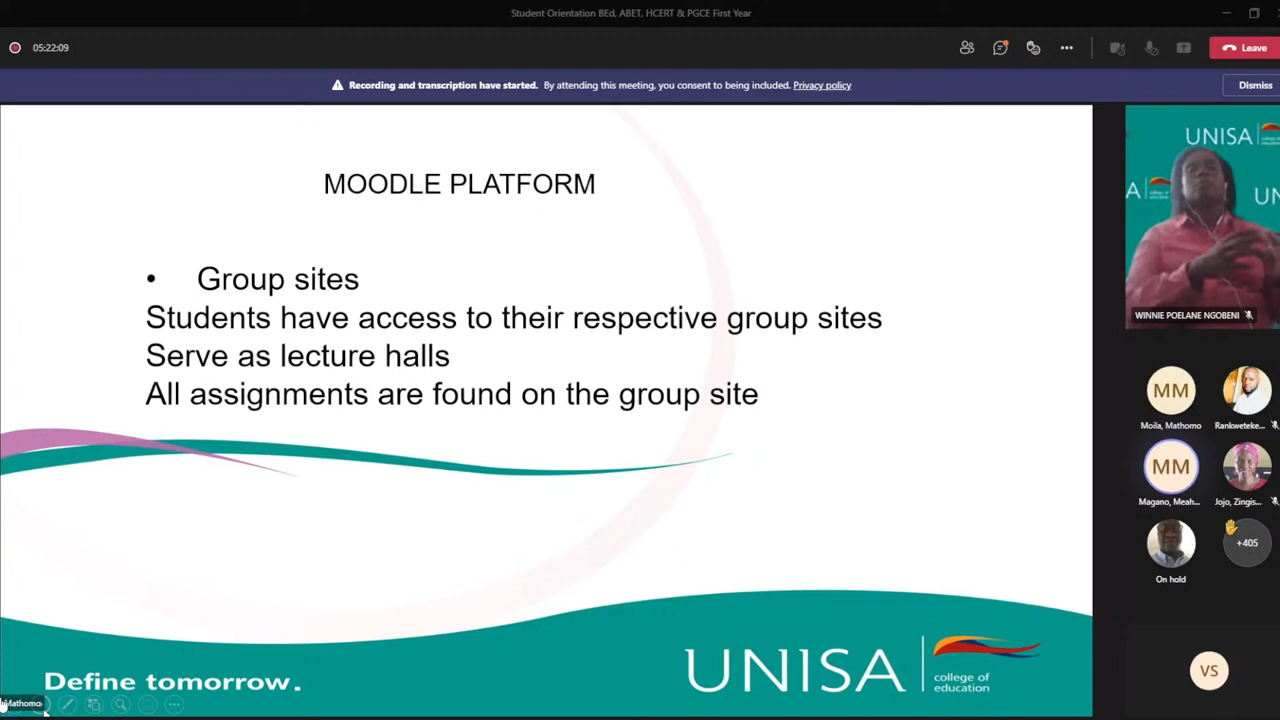 Student Orientation BEd, ABET, HCERT & PGCE First Year
05:22:09
Leave
Recording and transcription have started. By attending this meeting, you consent to being included. Privacy policy
Dismiss
MOODLE PLATFORM
• Group sites
Students have access to their respective group sites
Serve as lecture halls
All assignments are found on the group site
Define tomorrow.
UNISA
college of
education
Mathomo
UNISA
UN
WINNIE POELANE NGOBENI
MM
Moila, Mathomo
Rankweteke...
MM
Magano, Meah...
Jojo, Zingis...
On hold
+405
VS